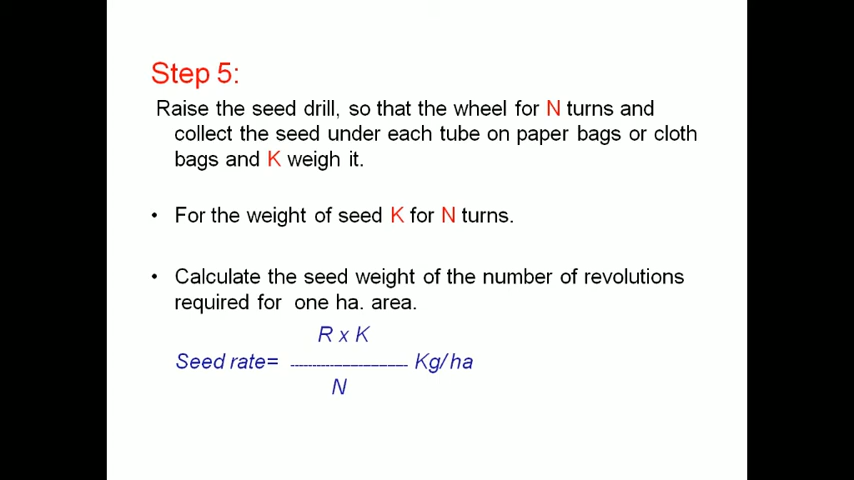 Step 5:
Raise the seed drill, so that the wheel for N turns and
collect the seed under each tube on paper bags or cloth
bags and K weigh it.
• For the weight of seed K for N turns.
• Calculate the seed weight of the number of revolutions
required for one ha. area.
R x K
Seed rate= ------------------------------ Kg/ha
N